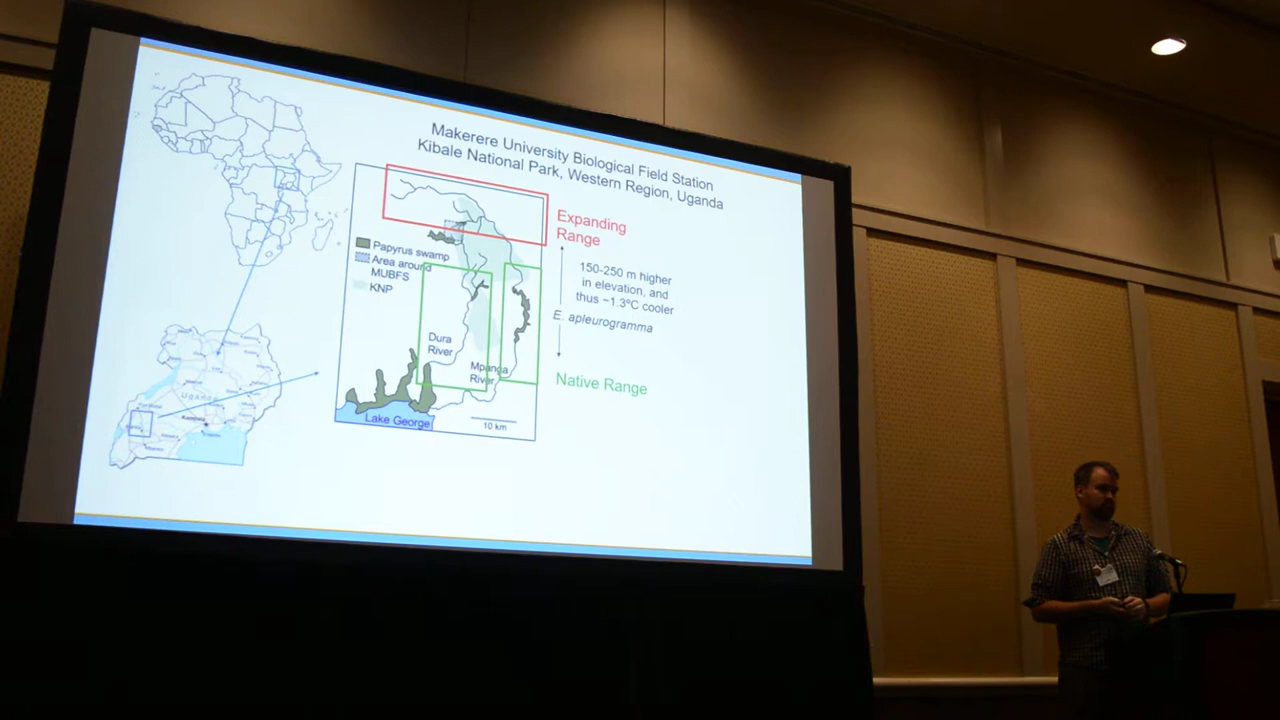 Makerere University Biological Field Station
Kibale National Park, Western Region, Uganda
Expanding
Range
150-250 m higher
in elevation, and
thus ~1.3ºC cooler
E. apleurogramma
Native Range
Papyrus swamp
Area around
MUBFS
KNP
Dura
River
Mpanga
River
Lake George
10 km
Uganda
Kampala